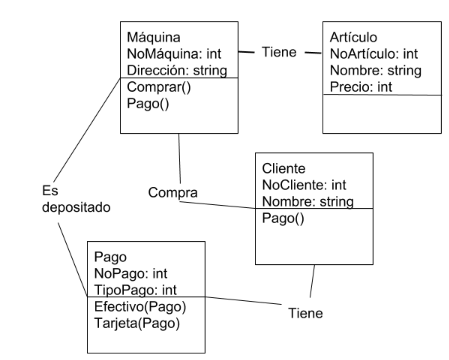 Máquina
NoMáquina: int
Dirección: string
Comprar()
Pago()
Tiene
Artículo
NoArtículo: int
Nombre: string
Precio: int
Es
depositado
Compra
Cliente
NoCliente: int
Nombre: string
Pago()
Pago
NoPago: int
TipoPago: int
Efectivo(Pago)
Tarjeta(Pago)
Tiene